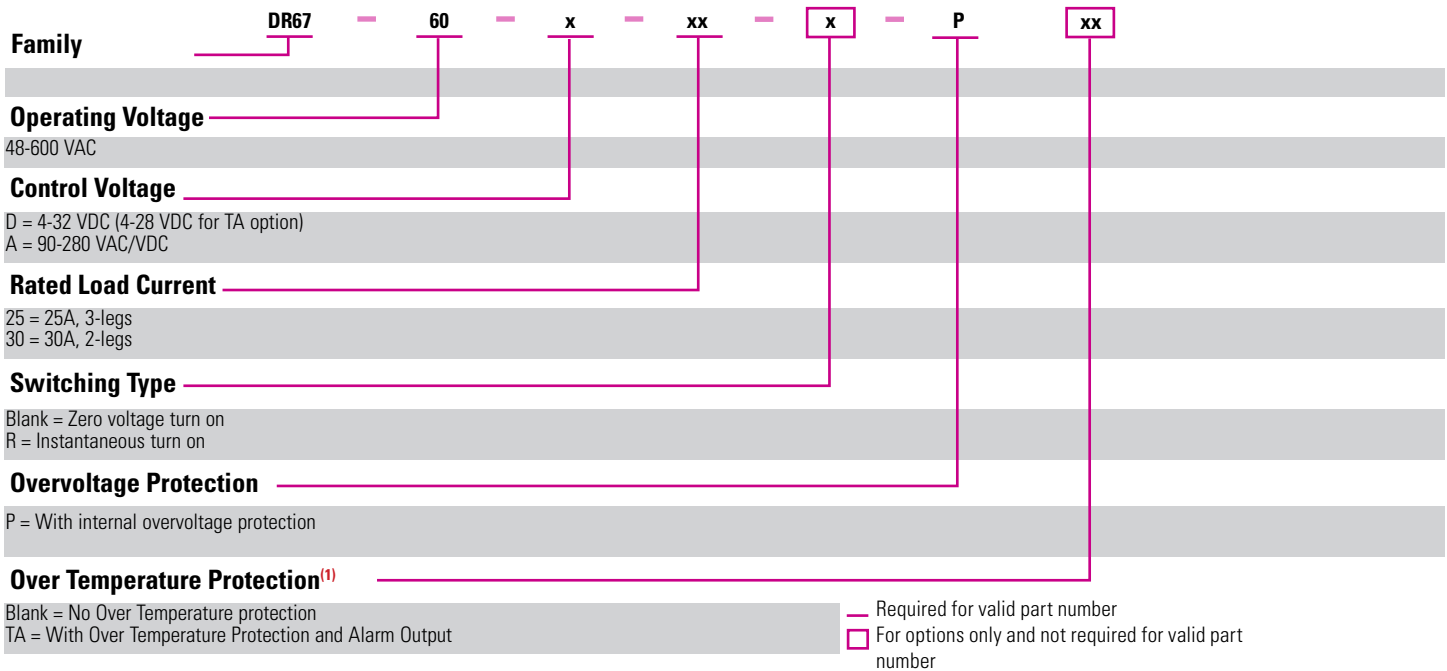 DR67 – 60 – x – xx – x – P xx
Family
Operating Voltage
48-600 VAC
Control Voltage
D = 4-32 VDC (4-28 VDC for TA option)
A = 90-280 VAC/VDC
Rated Load Current
25 = 25A, 3-legs
30 = 30A, 2-legs
Switching Type
Blank = Zero voltage turn on
R = Instantaneous turn on
Overvoltage Protection
P = With internal overvoltage protection
Over Temperature Protection(1)
Blank = No Over Temperature protection
TA = With Over Temperature Protection and Alarm Output
Required for valid part number
For options only and not required for valid part
number